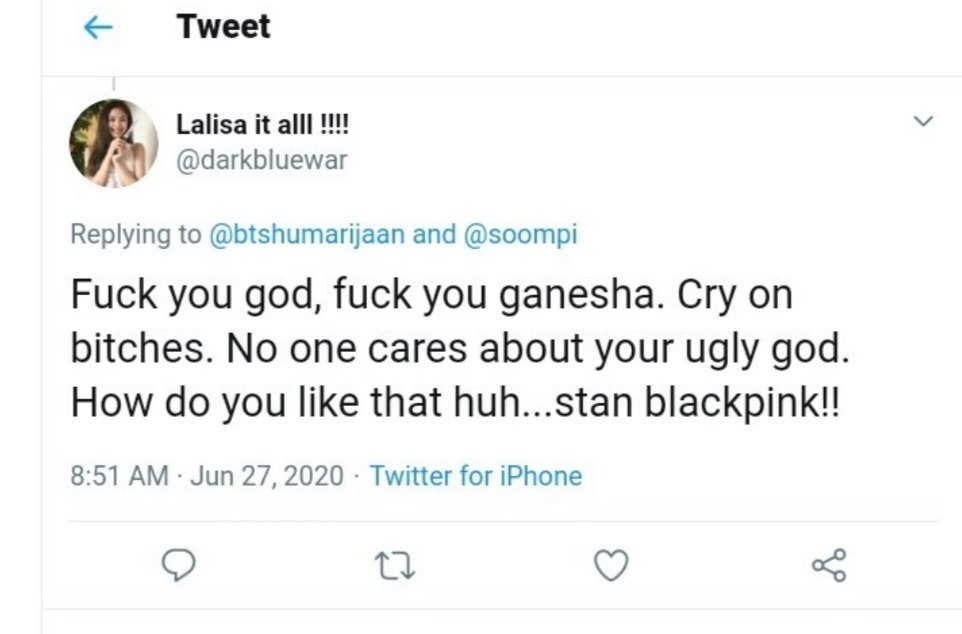 Tweet
Lalisa it alll !!!!
@darkbluewar
Replying to @btshumarijaan and @soompi
Fuck you god, fuck you ganesha. Cry on
bitches. No one cares about your ugly god.
How do you like that huh...stan blackpink!!
8:51 AM · Jun 27, 2020 · Twitter for iPhone